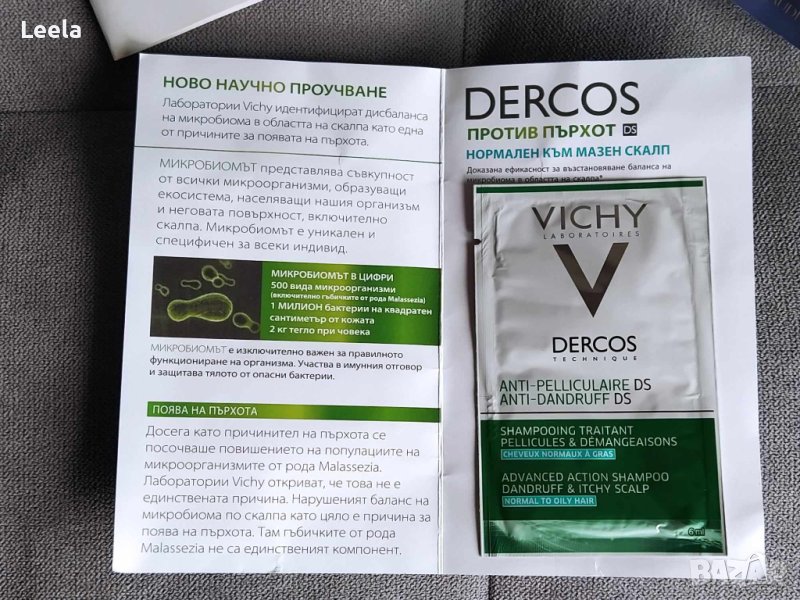 Leela
НОВО НАУЧНО ПРОУЧВАНЕ
Лаборатории Vichy идентифицират дисбаланса
на микробиома в областта на скалпа като една
от причините за появата на пърхота.
МИКРОБИОМЪТ представлява съвкупност
от всички микроорганизми, образуващи
екосистема, населяващи нашия организъм
и неговата повърхност, включително
скалпа. Микробиомът е уникален и
специфичен за всеки индивид.
МИКРОБИОМЪТ В ЦИФРИ
500 вида микроорганизми
(включително гъбичките от рода Malassezia)
1 МИЛИОН бактерии на квадратен
сантиметър от кожата
2 кг тегло при човека
МИКРОБИОМЪТ е изключително важен за правилното
функциониране на организма. Участва в имунния отговор
и защитава тялото от опасни бактерии.
ПОЯВА НА ПЪРХОТА
Досега като причинител на пърхота се
посочваше повишението на популациите на
микроорганизмите от рода Malassezia.
Лаборатории Vichy откриват, че това не е
единствената причина. Нарушеният баланс на
микробиома по скалпа като цяло е причина за
поява на пърхота. Там гъбичките от рода
Malassezia не са единственият компонент.
DERCOS
ПРОТИВ ПЪРХОТ DS
НОРМАЛЕН КЪМ МАЗЕН СКАЛП
Доказана ефикасност за възстановяване баланса на
микробиома в областта на скалпа*
VICHY
LABORATOIRES
V
DERCOS
TECHNIQUE
ANTI-PELLICULAIRE DS
ANTI-DANDRUFF DS
SHAMPOOING TRAITANT
PELLICULES & DÉMANGEAISONS
CHEVEUX NORMAUX À GRAS
ADVANCED ACTION SHAMPOO
DANDRUFF & ITCHY SCALP
NORMAL TO OILY HAIR
6ml
BAZAR